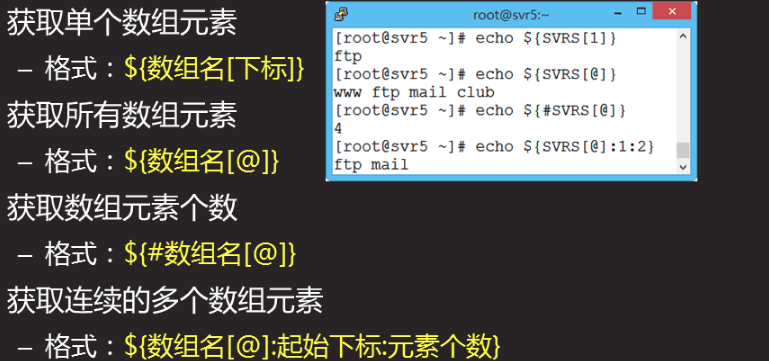 获取单个数组元素
– 格式：${数组名[下标]}
获取所有数组元素
– 格式：${数组名[@]}
获取数组元素个数
– 格式：${#数组名[@]}
获取连续的多个数组元素
– 格式：${数组名[@]:起始下标:元素个数}
root@svr5:~
[root@svr5 ~]# echo ${SVRS[1]}
ftp
[root@svr5 ~]# echo ${SVRS[@]}
www ftp mail club
[root@svr5 ~]# echo ${#SVRS[@]}
4
[root@svr5 ~]# echo ${SVRS[@]:1:2}
ftp mail